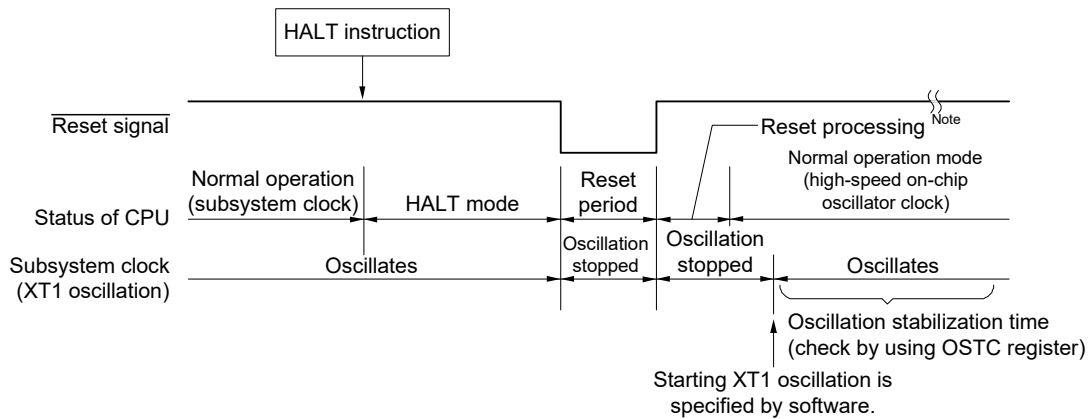 HALT instruction
Reset signal
Reset processing Note
Normal operation
(subsystem clock)
HALT mode
Reset
period
Normal operation mode
(high-speed on-chip
oscillator clock)
Status of CPU
Subsystem clock
(XT1 oscillation)
Oscillates
Oscillation
stopped
Oscillation
stopped
Oscillates
Oscillation stabilization time
(check by using OSTC register)
Starting XT1 oscillation is
specified by software.